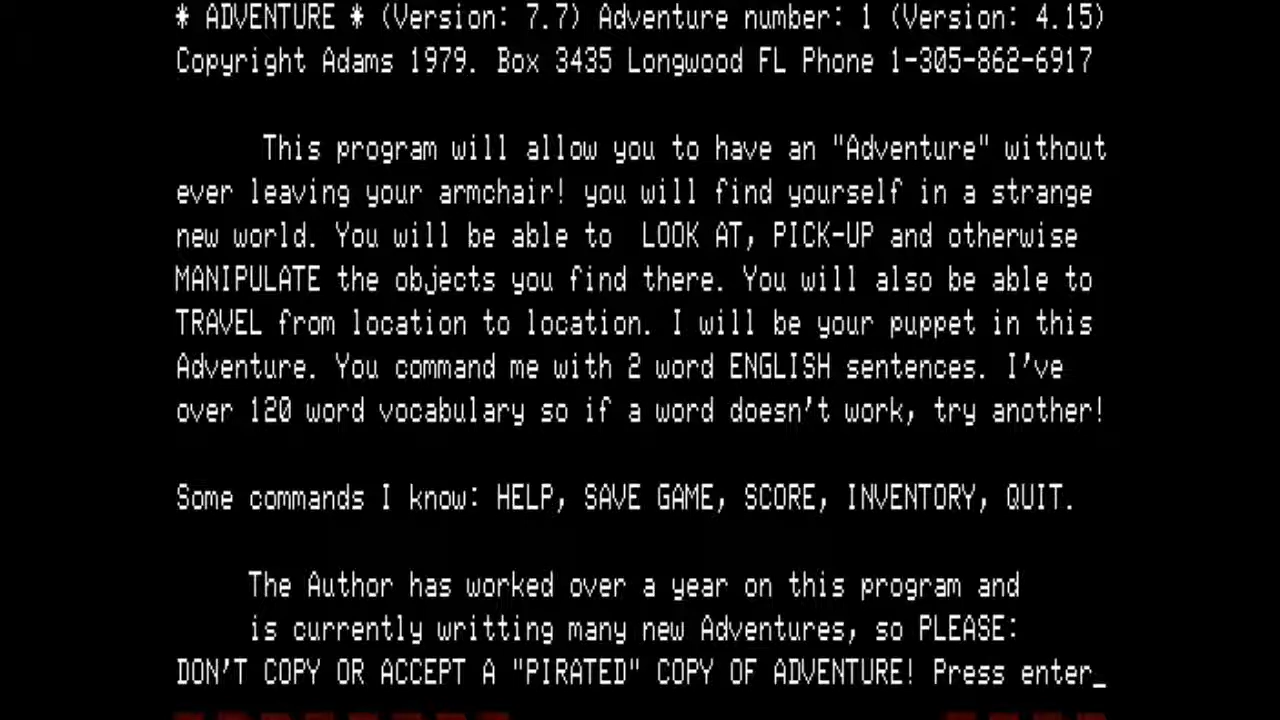 * ADVENTURE * (Version: 7.7) Adventure number: 1 (Version: 4.15)
Copyright Adams 1979. Box 3435 Longwood FL Phone 1-305-862-6917
This program will allow you to have an "Adventure" without
ever leaving your armchair! you will find yourself in a strange
new world. You will be able to  LOOK AT, PICK-UP and otherwise
MANIPULATE the objects you find there. You will also be able to
TRAVEL from location to location. I will be your puppet in this
Adventure. You command me with 2 word ENGLISH sentences. I've
over 120 word vocabulary so if a word doesn't work, try another!
Some commands I know: HELP, SAVE GAME, SCORE, INVENTORY, QUIT.
The Author has worked over a year on this program and
is currently writting many new Adventures, so PLEASE:
DON'T COPY OR ACCEPT A "PIRATED" COPY OF ADVENTURE! Press enter_